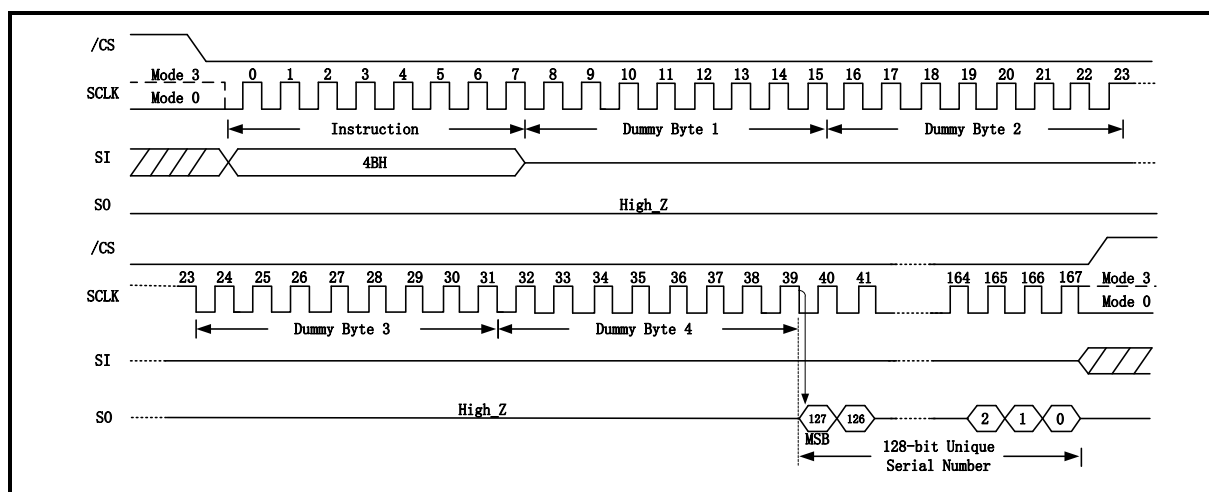 /CS
Mode 3 0 1 2 3 4 5 6 7 8 9 10 11 12 13 14 15 16 17 18 19 20 21 22 23
SCLK Mode 0
Instruction Dummy Byte 1 Dummy Byte 2
SI 4BH
SO High_Z
/CS
23 24 25 26 27 28 29 30 31 32 33 34 35 36 37 38 39 40 41 164 165 166 167 Mode 3
SCLK Mode 0
Dummy Byte 3 Dummy Byte 4
SI
SO High_Z 127 126 2 1 0
MSB 128-bit Unique
Serial Number